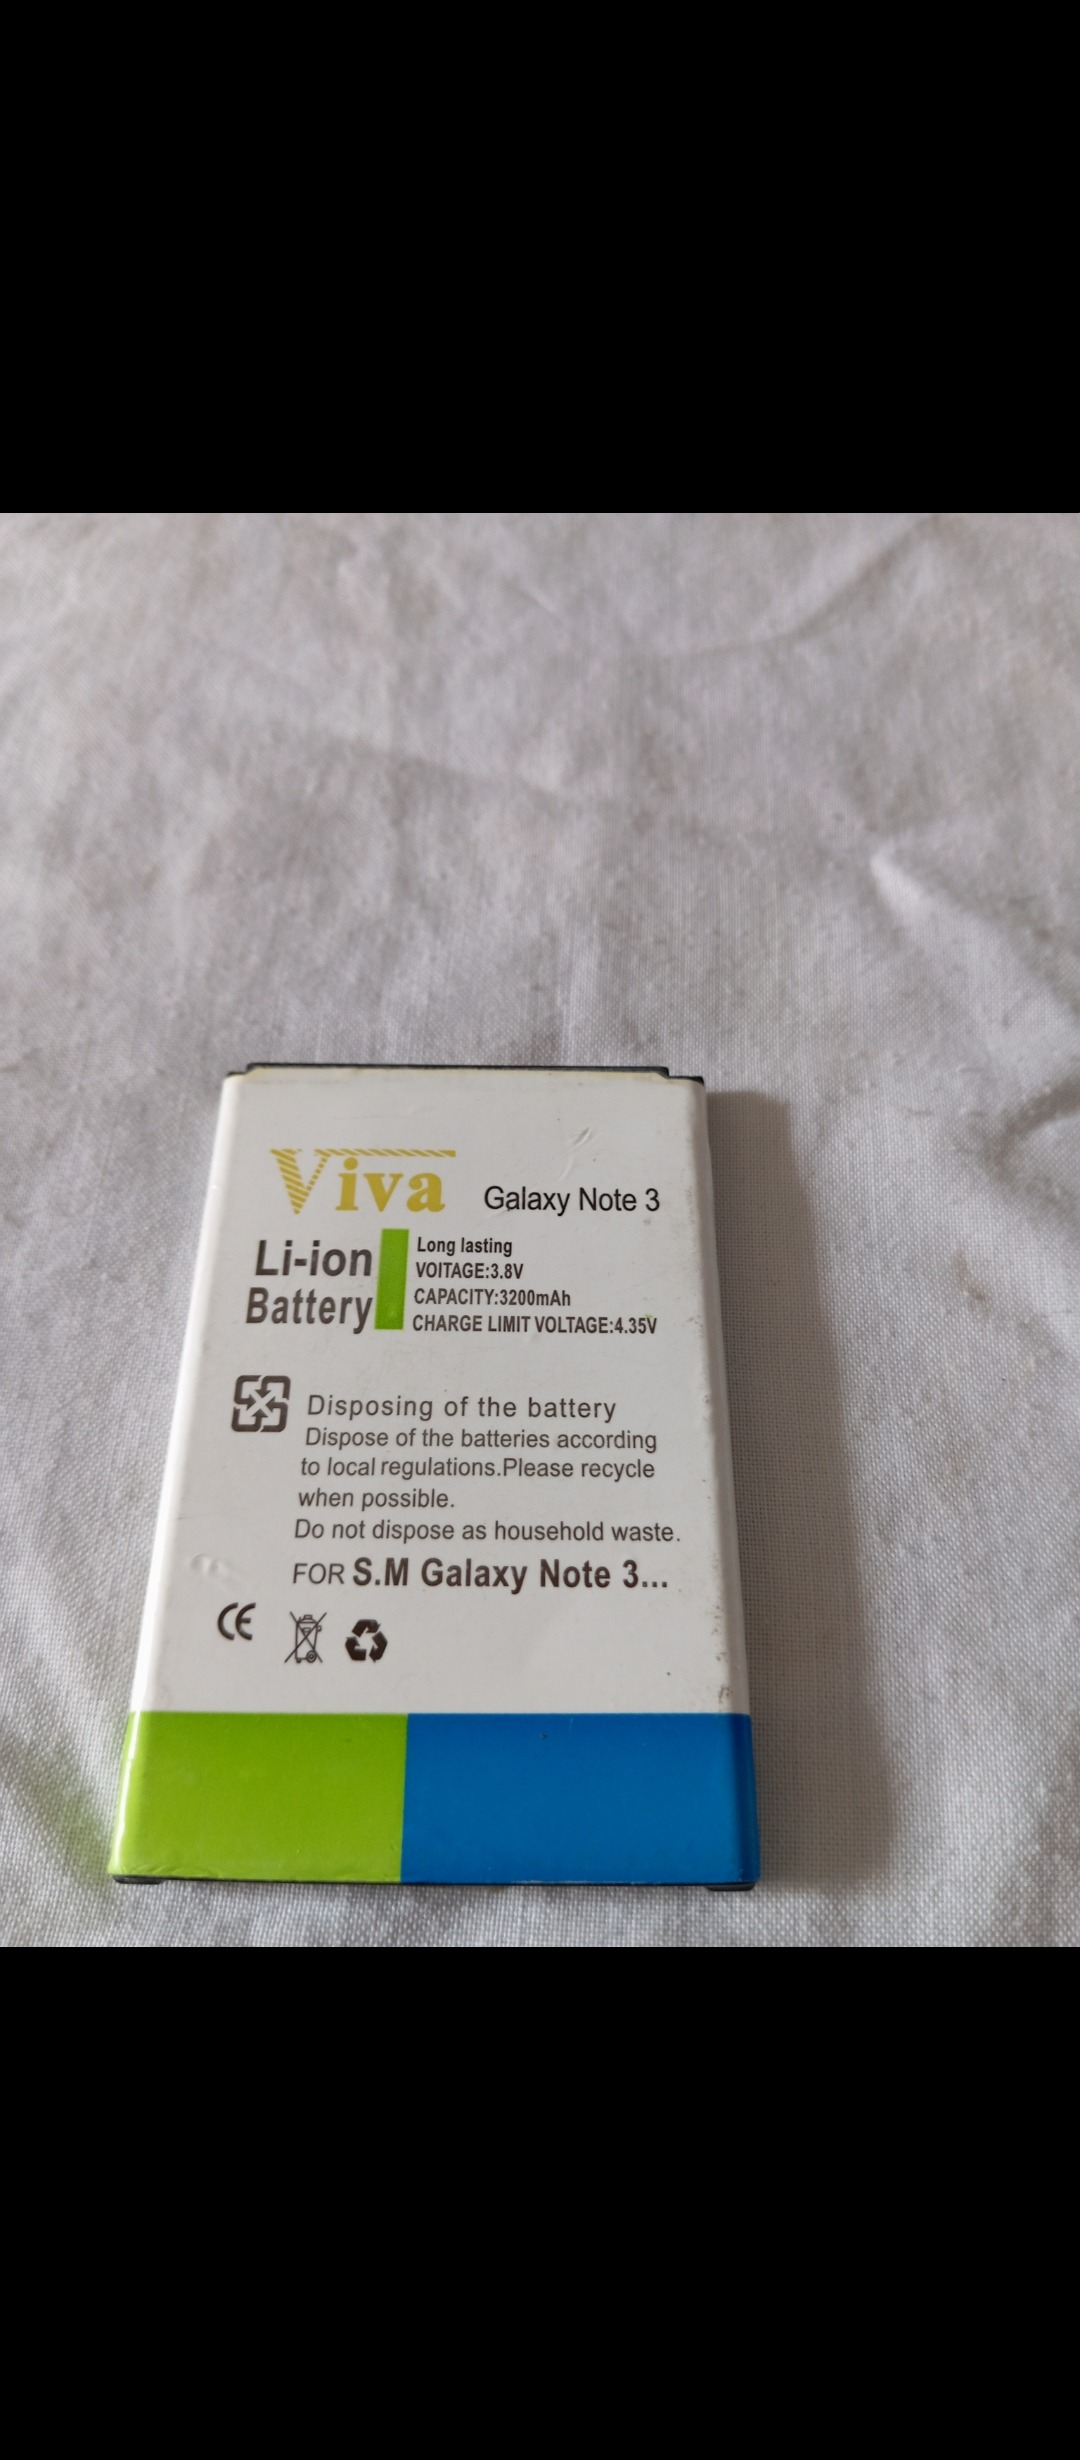 Viva
Galaxy Note 3
Li-ion
Battery
Long lasting
VOITAGE:3.8V
CAPACITY:3200mAh
CHARGE LIMIT VOLTAGE:4.35V
Disposing of the battery
Dispose of the batteries according
to local regulations.Please recycle
when possible.
Do not dispose as household waste.
FOR S.M Galaxy Note 3...
CE